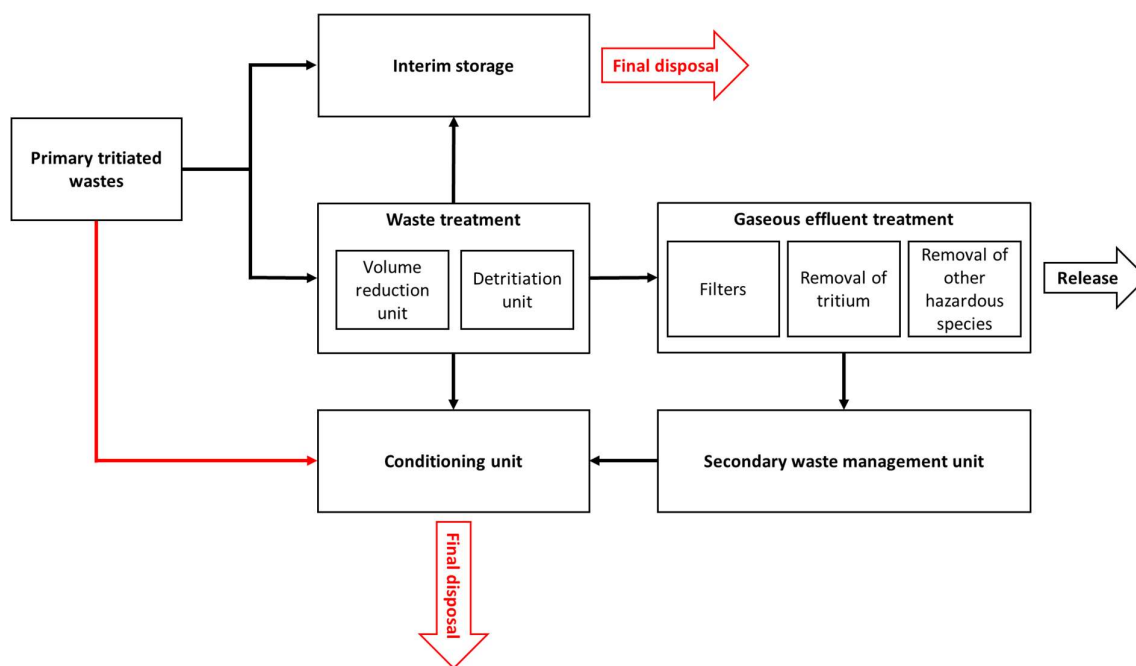 Interim storage
Final disposal
Primary tritiated
wastes
Waste treatment
Volume
reduction
unit
Detritiation
unit
Gaseous effluent treatment
Filters
Removal of
tritium
Removal of
other
hazardous
species
Release
Conditioning unit
Secondary waste management unit
Final disposal